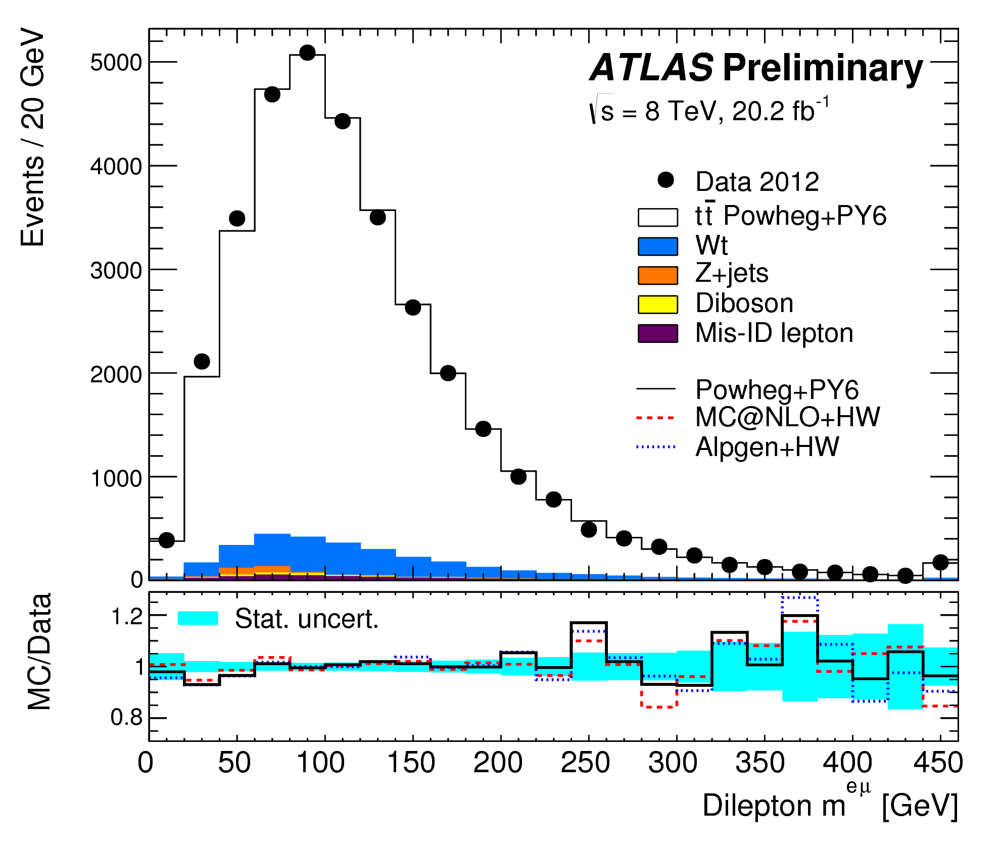 Events / 20 GeV
5000
4000
3000
2000
1000
0
ATLAS Preliminary
√s = 8 TeV, 20.2 fb⁻¹
Data 2012
tt̄ Powheg+PY6
Wt
Z+jets
Diboson
Mis-ID lepton
Powheg+PY6
MC@NLO+HW
Alpgen+HW
MC/Data
1.2
1
0.8
Stat. uncert.
0 50 100 150 200 250 300 350 400 450
Dilepton m^eμ [GeV]